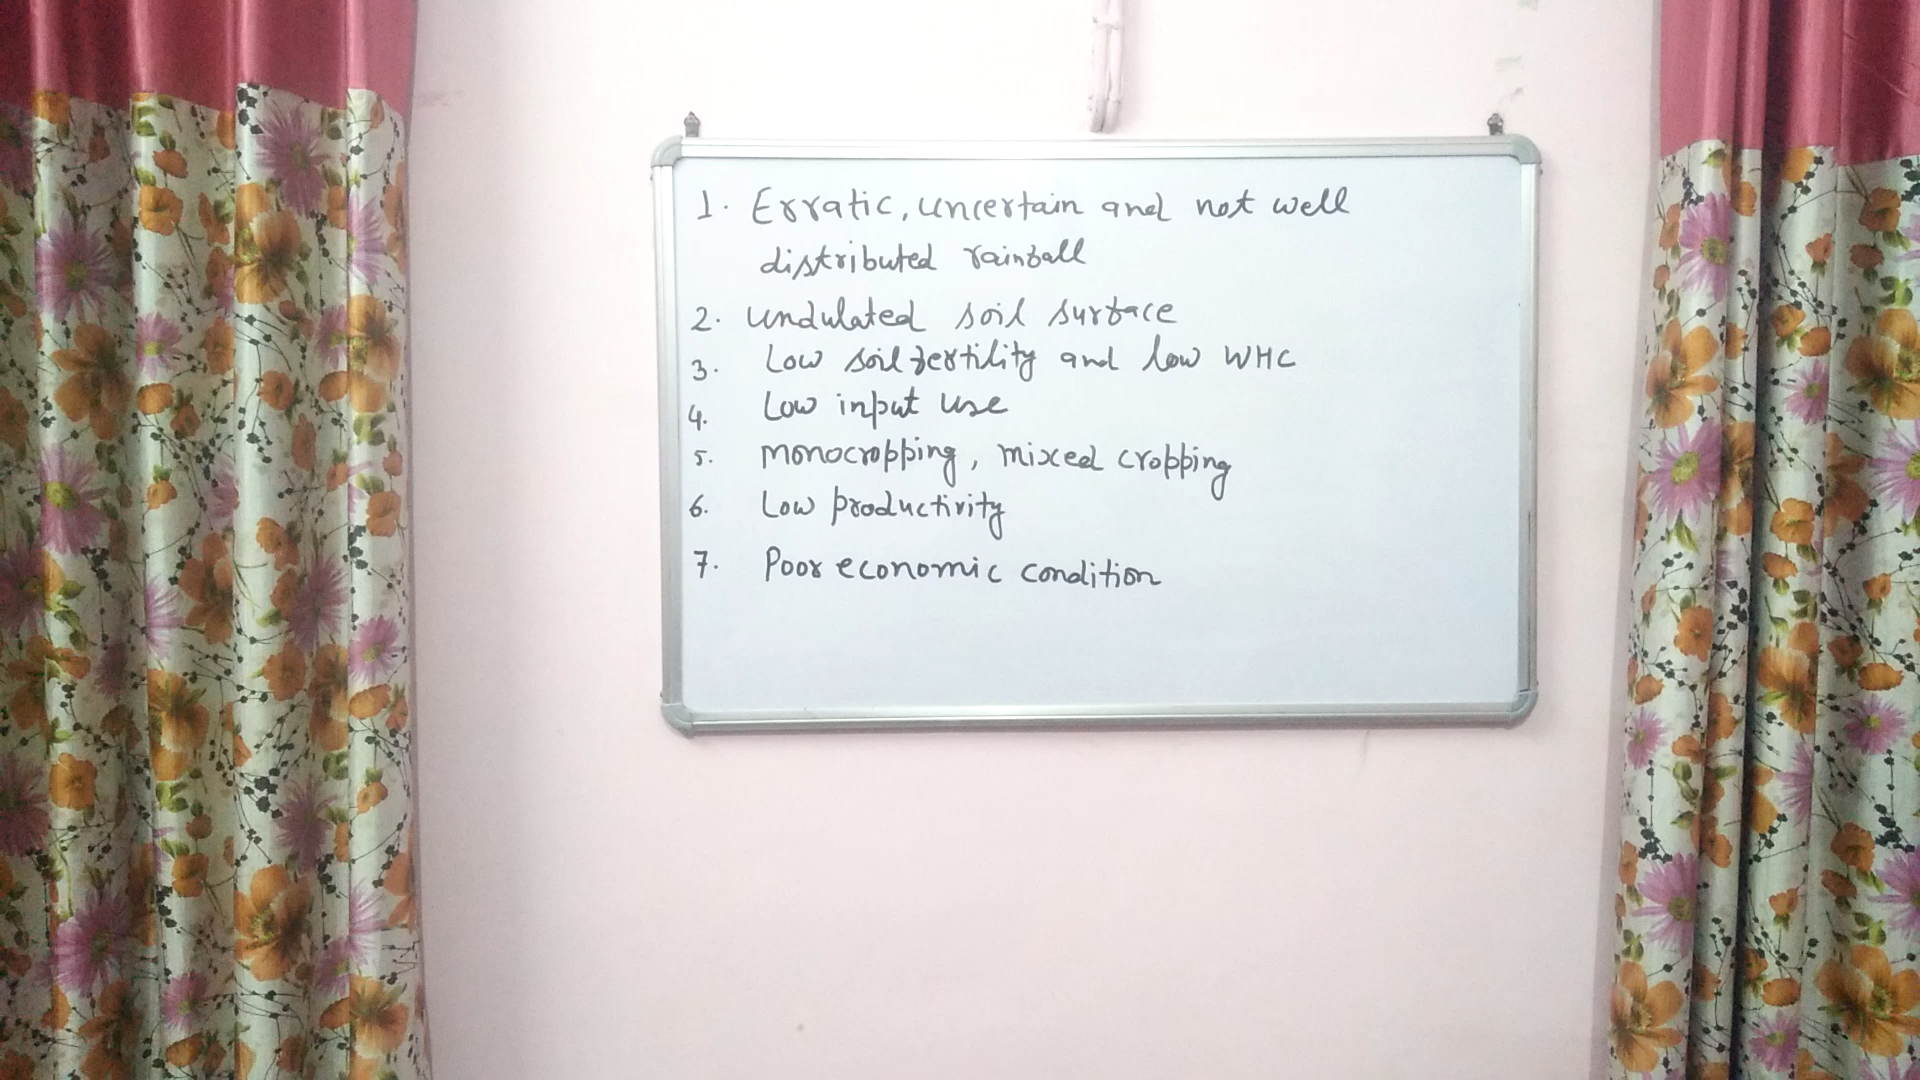 1. Erratic, uncertain and not well
distributed rainfall
2. undulated soil surface
3. Low soil fertility and low WHC
4. Low input use
5. monocropping, mixed cropping
6. Low productivity
7. Poor economic condition